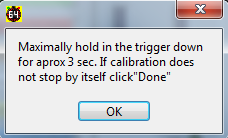 64
Maximally hold in the trigger down
for aprox 3 sec. If calibration does
not stop by itself click"Done"
OK